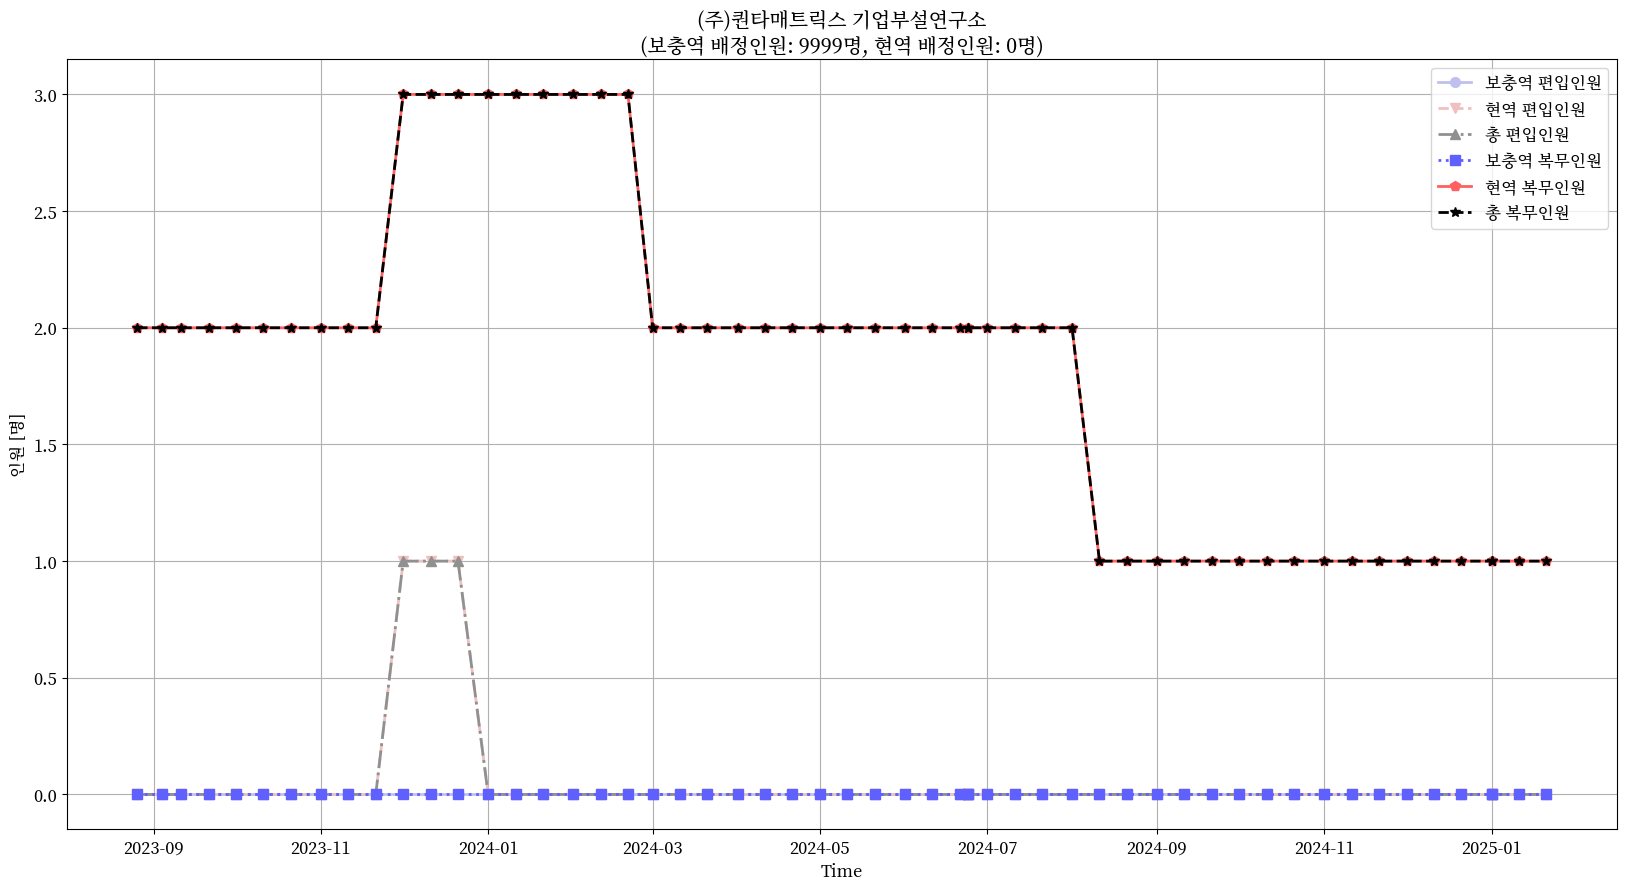 (주)퀀타매트릭스 기업부설연구소
(보충역 배정인원: 9999명, 현역 배정인원: 0명)
보충역 편입인원
현역 편입인원
총 편입인원
보충역 복무인원
현역 복무인원
총 복무인원
3.0
2.5
2.0
1.5
1.0
0.5
0.0
인원 [명]
2023-09 2023-11 2024-01 2024-03 2024-05 2024-07 2024-09 2024-11 2025-01
Time